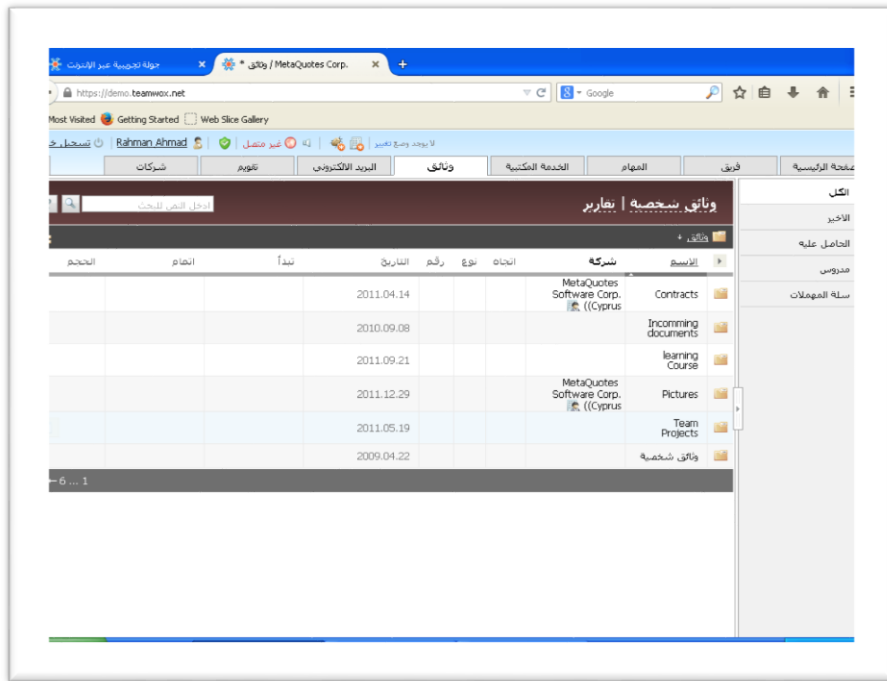 جولة تجريبية عبر الإنترنت
وثائق * / MetaQuotes Corp.
https://demo.teamwox.net
Google
Most Visited Getting Started Web Slice Gallery
لا يوجد وضع تغيير غير متصل Rahman Ahmad تسجيل خ
صفحة الرئيسية فريق المهام الخدمة المكتبية وثائق البريد الالكتروني تقويم شركات
الكل
الاخير
الحاصل عليه
مدروس
سلة المهملات
وثائق شخصية | تقارير
ادخل النص للبحث
وثائق +
الاسم شركة اتجاه نوع رقم التاريخ تبدأ اتمام الحجم
Contracts MetaQuotes Software Corp. ((Cyprus 2011.04.14
Incomming documents 2010.09.08
learning Course 2011.09.21
Pictures MetaQuotes Software Corp. ((Cyprus 2011.12.29
Team Projects 2011.05.19
وثائق شخصية 2009.04.22
1 ... 6